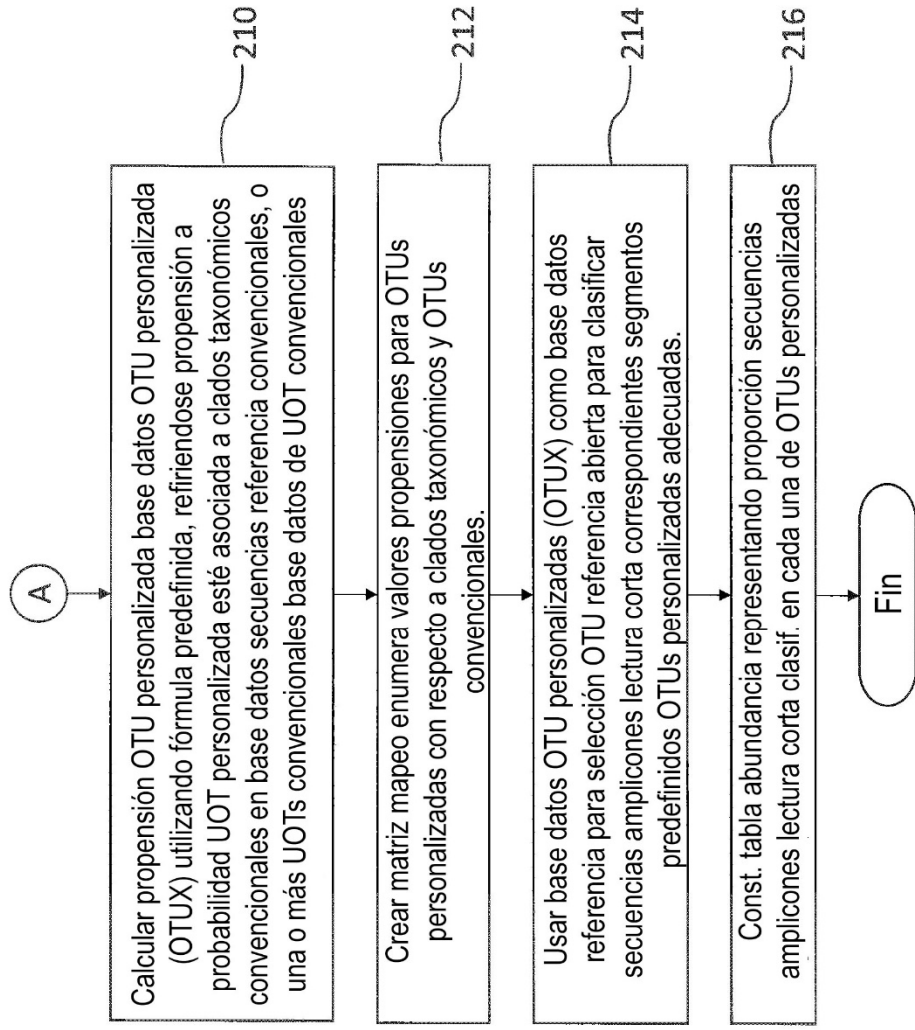 A
Calcular propensión OTU personalizada base datos OTU personalizada
(OTUX) utilizando fórmula predefinida, refiriendose propensión a
probabilidad UOT personalizada esté asociada a clados taxonómicos
convencionales en base datos secuencias referencia convencionales, o
una o más UOTs convencionales base datos de UOT convencionales
210
Crear matriz mapeo enumera valores propensiones para OTUs
personalizadas con respecto a clados taxonómicos y OTUs
convencionales.
212
Usar base datos OTU personalizadas (OTUX) como base datos
referencia para selección OTU referencia abierta para clasificar
secuencias amplicones lectura corta correspondientes segmentos
predefinidos OTUs personalizadas adecuadas.
214
Const. tabla abundancia representando proporción secuencias
amplicones lectura corta clasif. en cada una de OTUs personalizadas
216
Fin